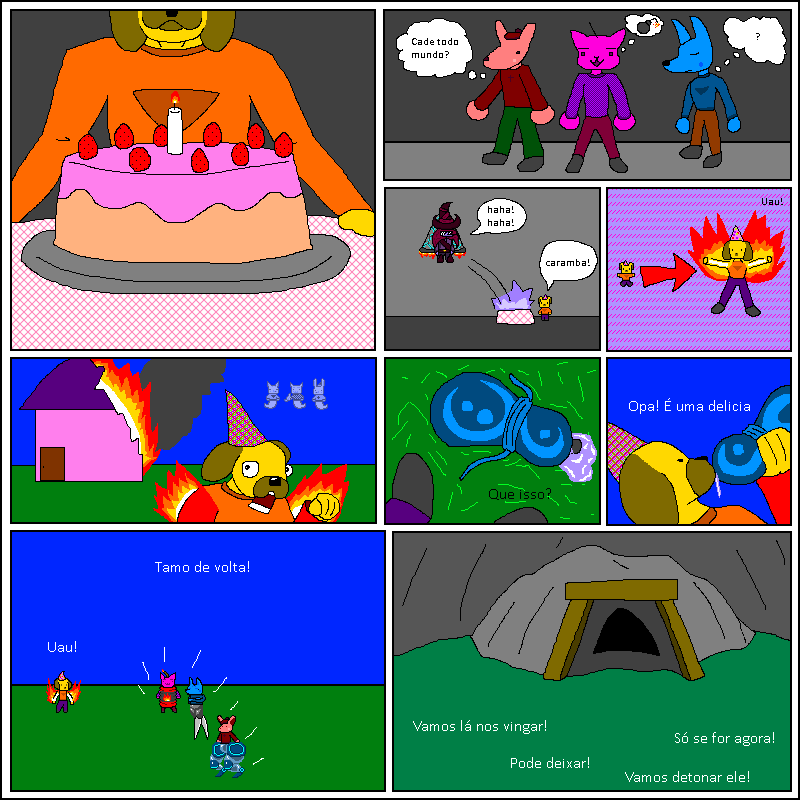 Cade todo
mundo?
?
haha!
haha!
caramba!
Uau!
Que isso?
Opa! É uma delicia
Tamo de volta!
Uau!
Vamos lá nos vingar!
Só se for agora!
Pode deixar!
Vamos detonar ele!